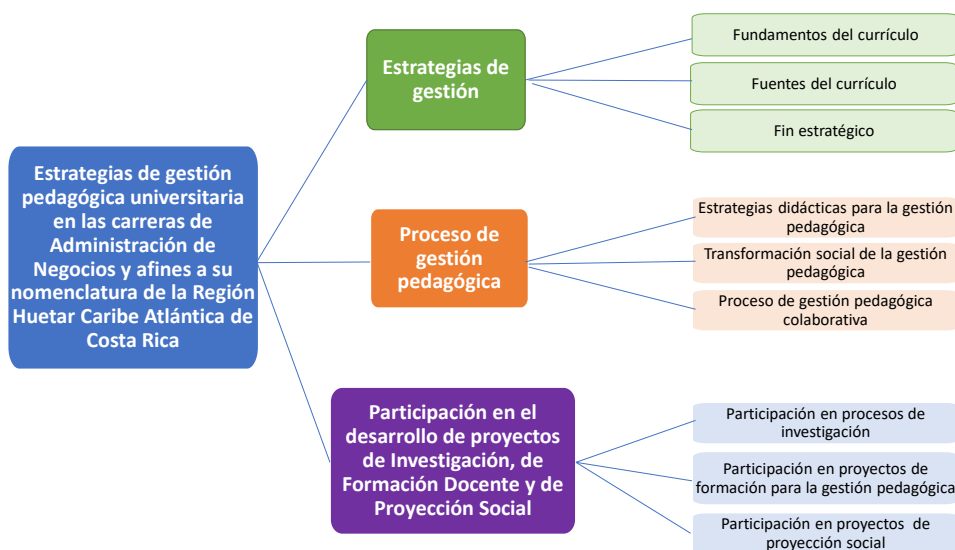 Estrategias de gestión
pedagógica universitaria
en las carreras de
Administración de
Negocios y afines a su
nomenclatura de la Región
Huetar Caribe Atlántica de
Costa Rica
Estrategias de
gestión
Fundamentos del currículo
Fuentes del currículo
Fin estratégico
Proceso de
gestión
pedagógica
Estrategias didácticas para la gestión
pedagógica
Transformación social de la gestión
pedagógica
Proceso de gestión pedagógica
colaborativa
Participación en el
desarrollo de proyectos
de Investigación, de
Formación Docente y de
Proyección Social
Participación en procesos de
investigación
Participación en proyectos de
formación para la gestión pedagógica
Participación en proyectos de
proyección social